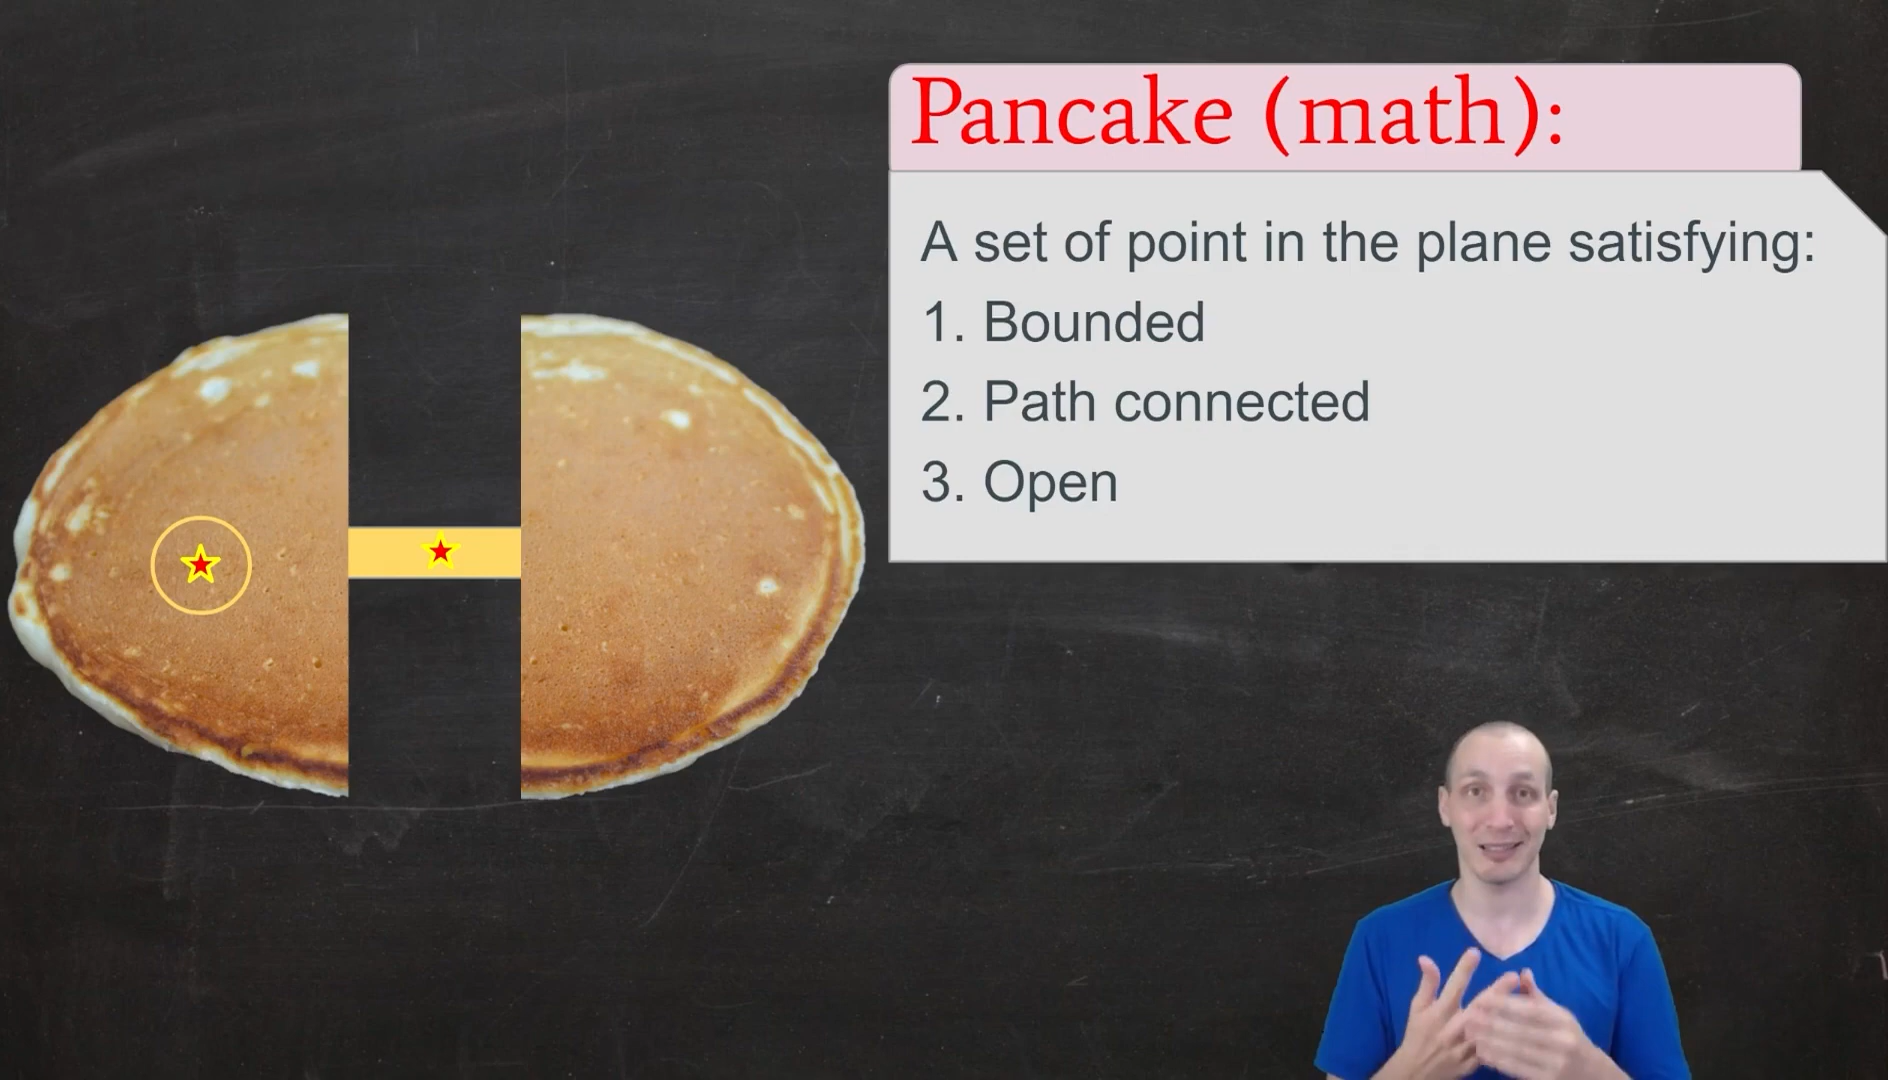 Pancake (math):
A set of point in the plane satisfying:
1. Bounded
2. Path connected
3. Open